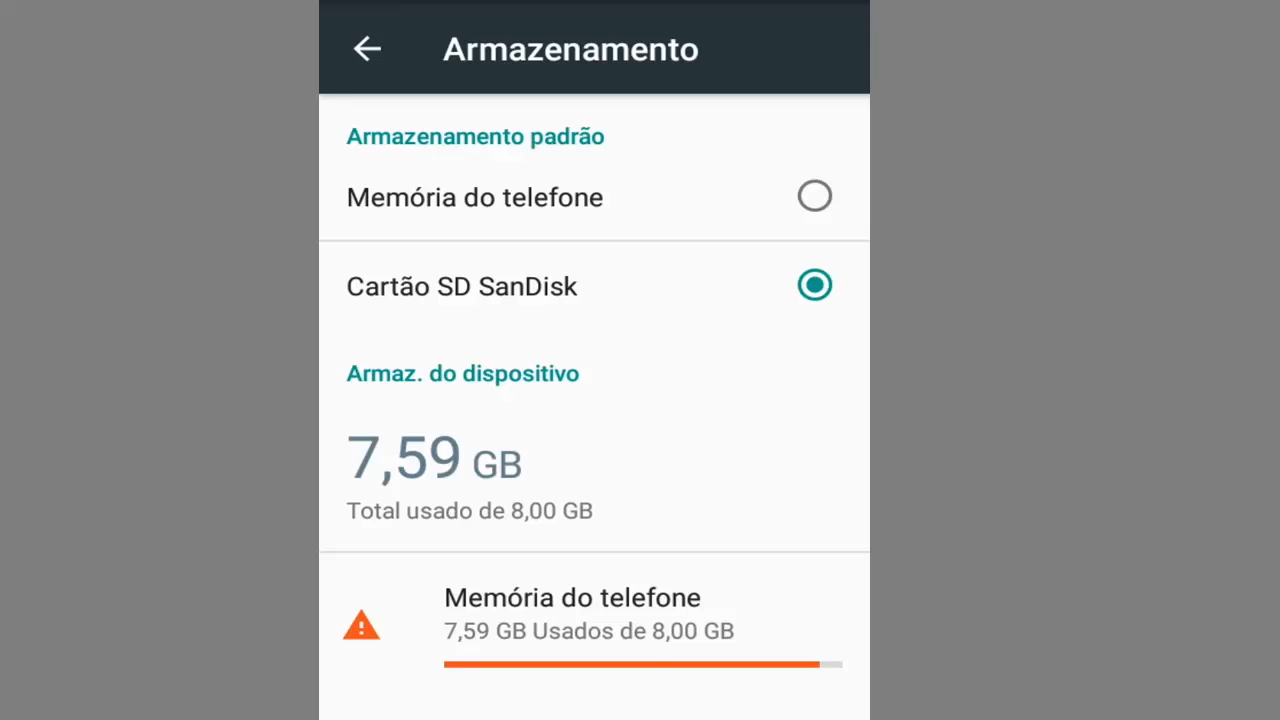 Armazenamento
Armazenamento padrão
Memória do telefone
Cartão SD SanDisk
Armaz. do dispositivo
7,59 GB
Total usado de 8,00 GB
Memória do telefone
7,59 GB Usados de 8,00 GB